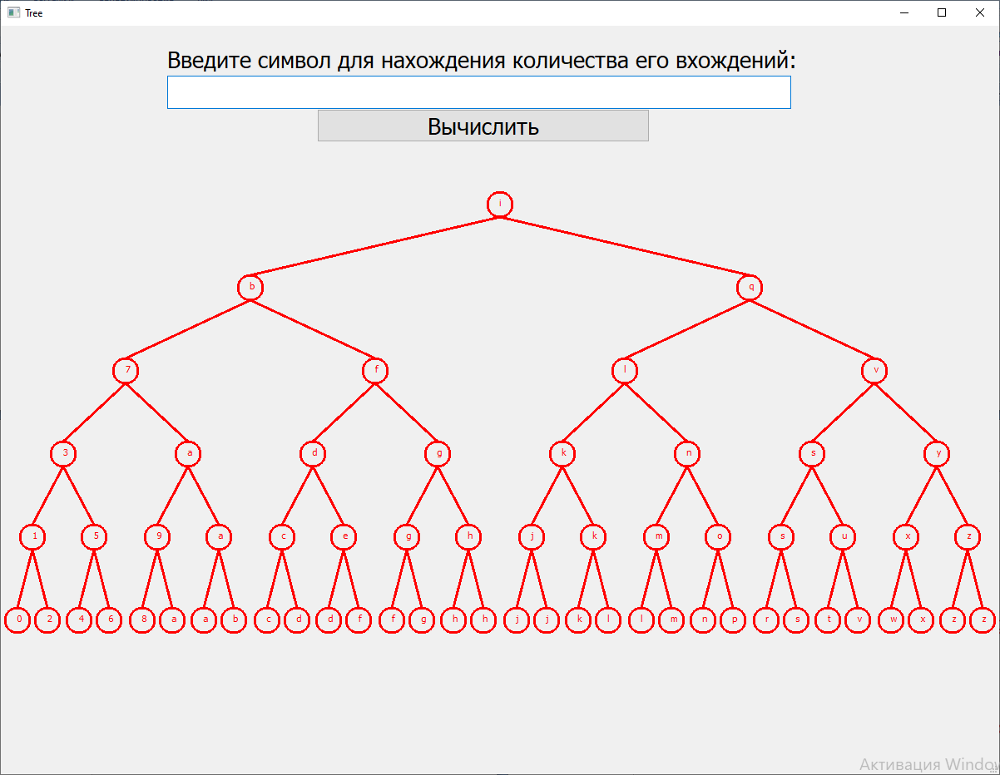 Tree
Введите символ для нахождения количества его вхождений:
Вычислить
i
b q
7 f l v
3 a d g k n s y
1 5 9 a c e g h j k m o s u x z
0 2 4 6 8 a a b c d d f f g h h j j k l l m n p r s t v w x z z
Активация Window